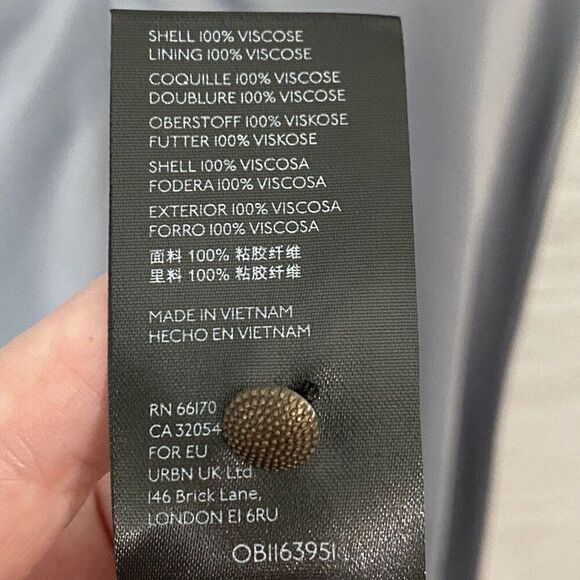 SHELL 100% VISCOSE
LINING 100% VISCOSE
COQUILLE 100% VISCOSE
DOUBLURE 100% VISCOSE
OBERSTOFF 100% VISKOSE
FUTTER 100% VISKOSE
SHELL 100% VISCOSA
FODERA 100% VISCOSA
EXTERIOR 100% VISCOSA
FORRO 100% VISCOSA
面料 100% 粘胶纤维
里料 100% 粘胶纤维
MADE IN VIETNAM
HECHO EN VIETNAM
RN 66170
CA 32054
FOR EU
URBN UK Ltd
146 Brick Lane,
LONDON E1 6RU
OB1163951